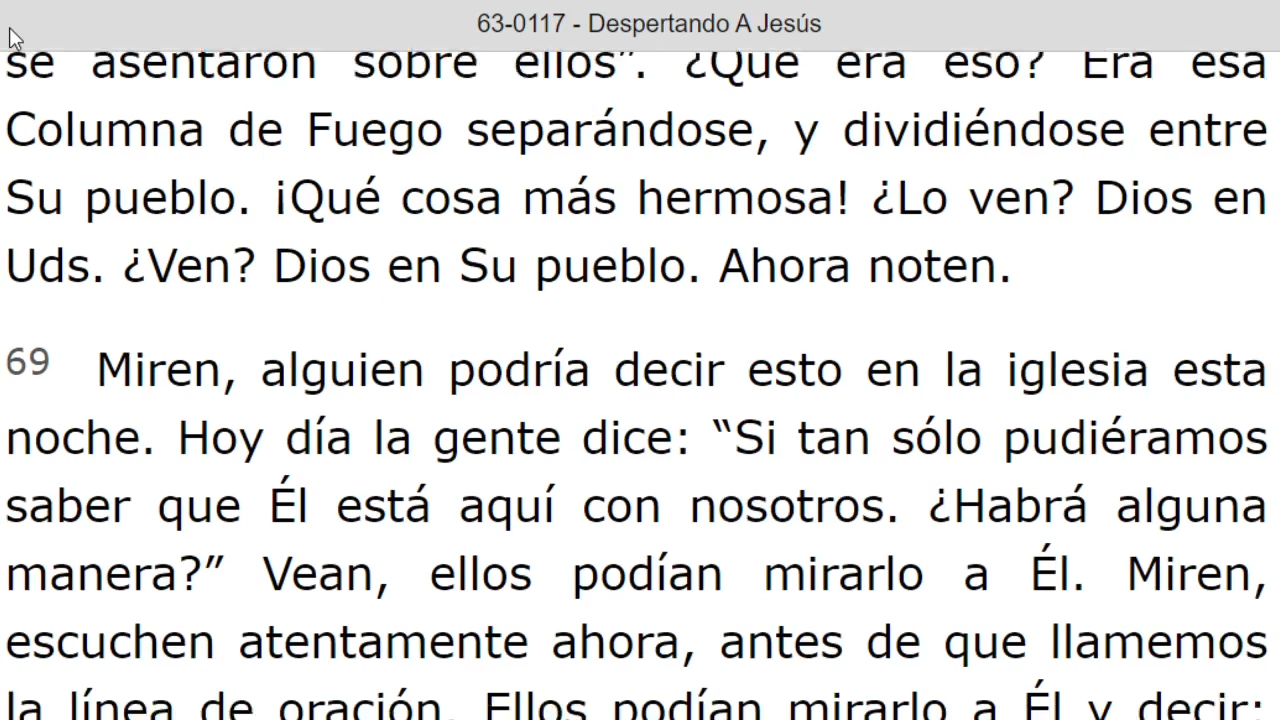 63-0117 - Despertando A Jesús
se asentaron sobre ellos”. ¿Qué era eso? Era esa
Columna de Fuego separándose, y dividiéndose entre
Su pueblo. ¡Qué cosa más hermosa! ¿Lo ven? Dios en
Uds. ¿Ven? Dios en Su pueblo. Ahora noten.
69 Miren, alguien podría decir esto en la iglesia esta
noche. Hoy día la gente dice: “Si tan sólo pudiéramos
saber que Él está aquí con nosotros. ¿Habrá alguna
manera?” Vean, ellos podían mirarlo a Él. Miren,
escuchen atentamente ahora, antes de que llamemos
la línea de oración. Ellos podían mirarlo a Él y decir: